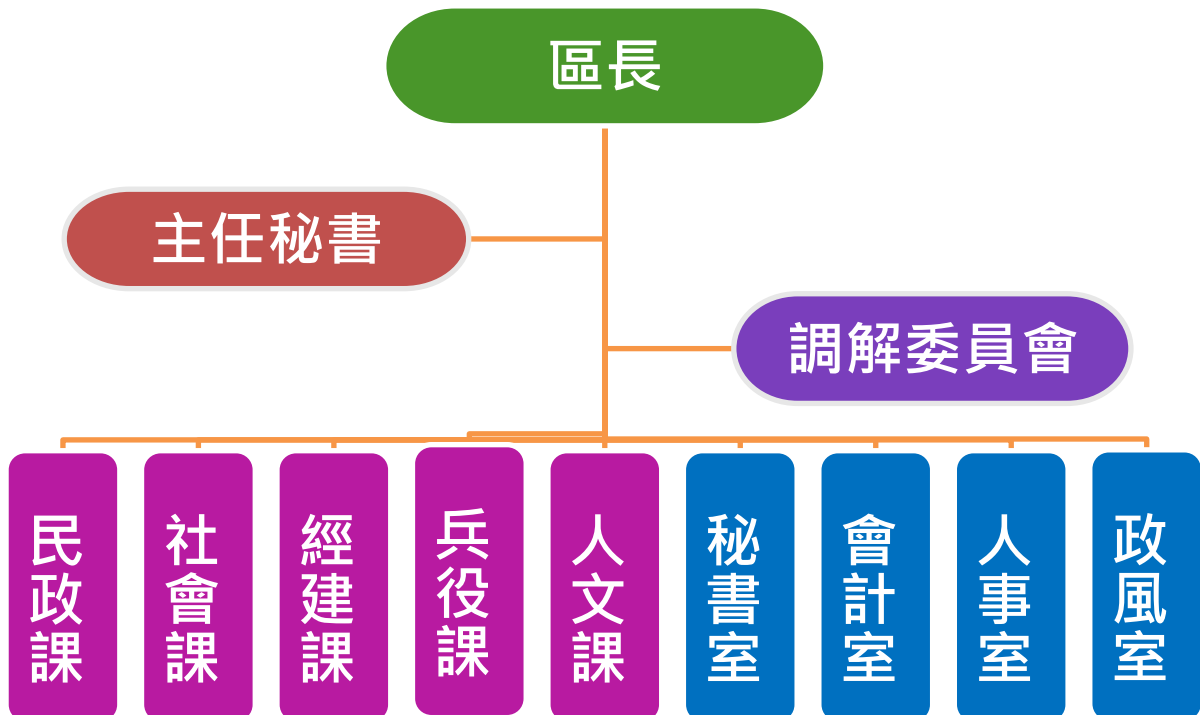 區長
主任秘書
調解委員會
民政課
社會課
經建課
兵役課
人文課
秘書室
會計室
人事室
政風室